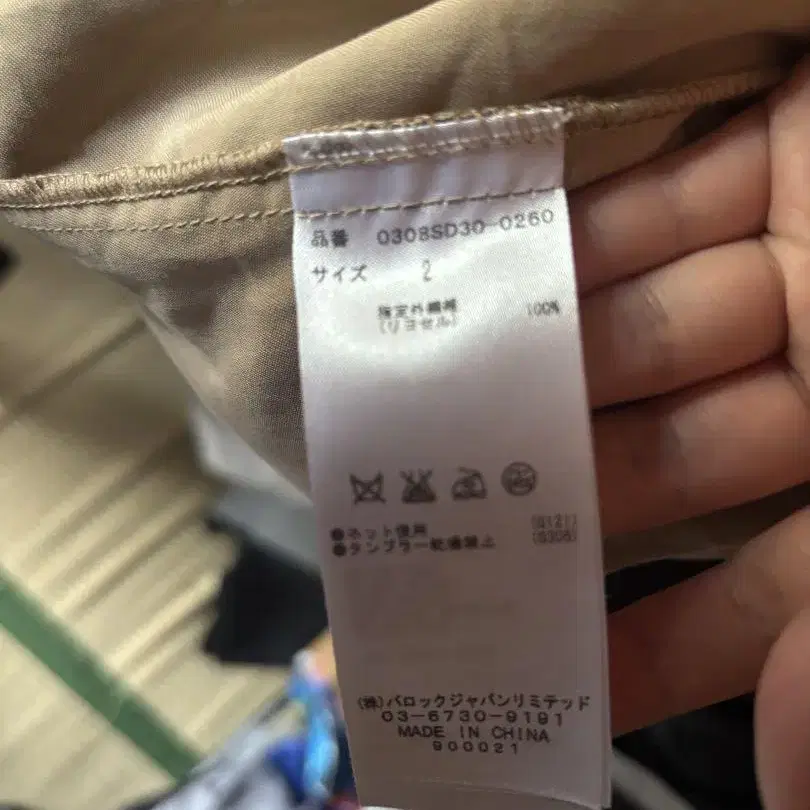 品番 0308SD30-0260
サイズ 2
指定外繊維 100%
(リヨセル)
●ネット使用 (0121)
●タンブラー乾燥禁止 (0308)
(株)バロックジャパンリミテッド
03-6730-9191
MADE IN CHINA
900021